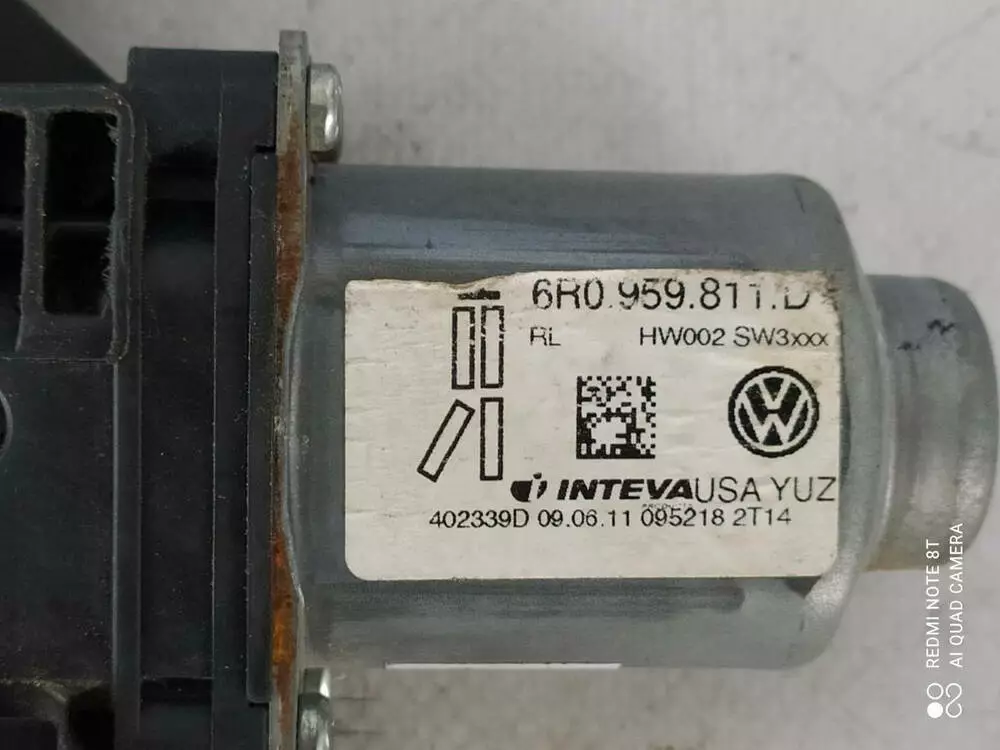 6R0.959.811.D
RL HW002 SW3xxx
INTEVA USA YUZ
402339D 09.06.11 095218 2T14
REDMI NOTE 8T
AI QUAD CAMERA